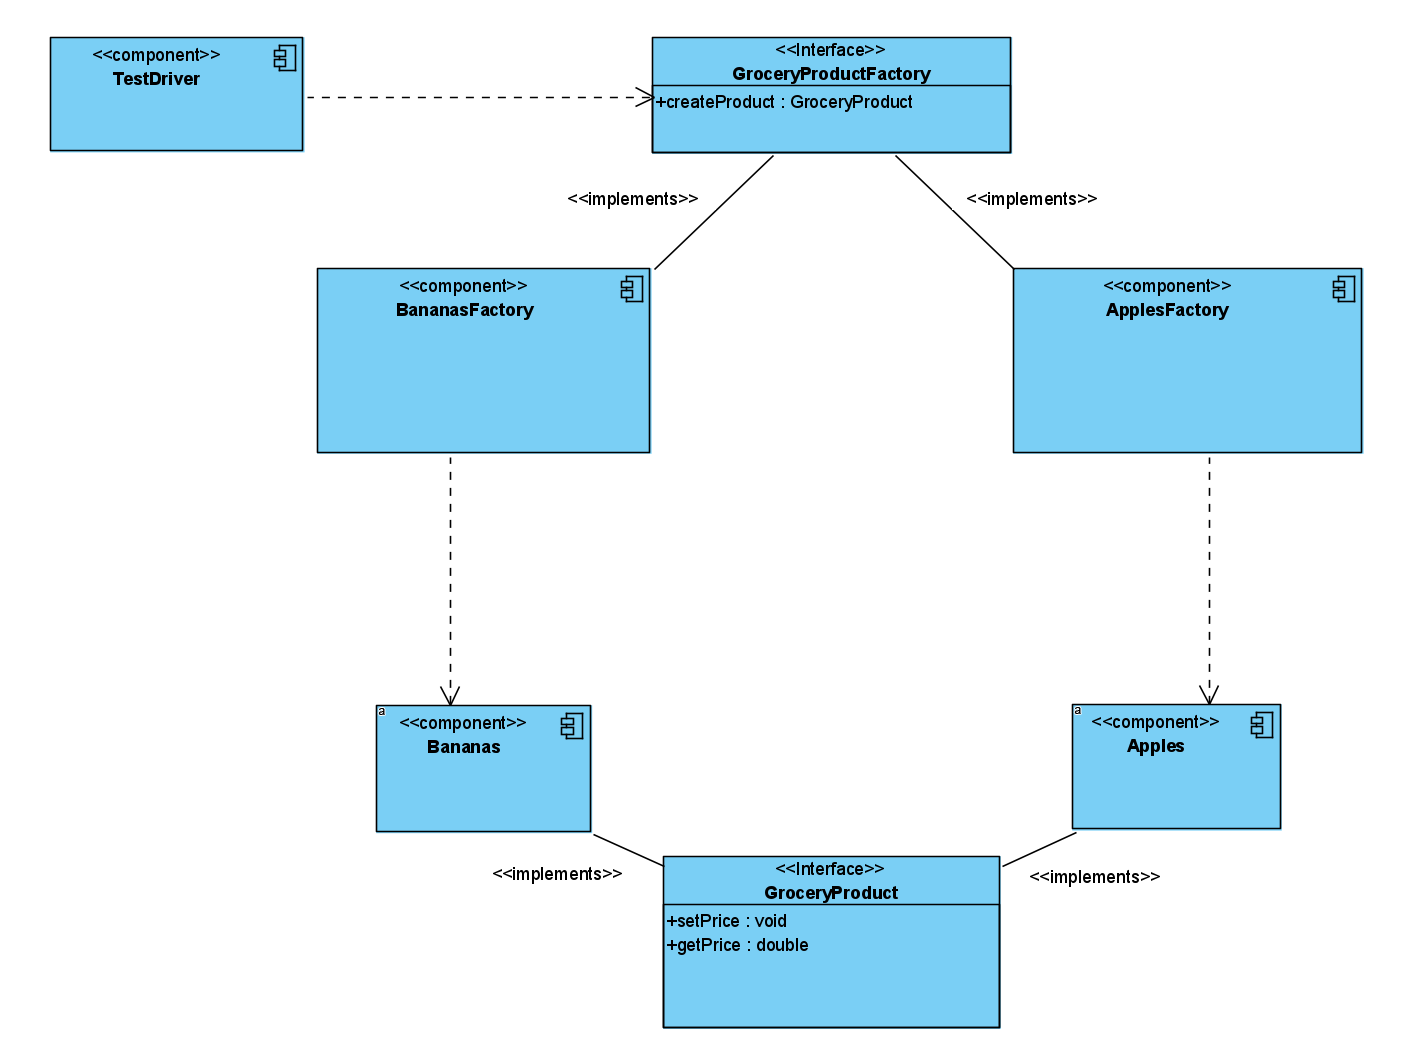 <<component>>
TestDriver
<<Interface>>
GroceryProductFactory
+createProduct : GroceryProduct
<<implements>>
<<implements>>
<<component>>
BananasFactory
<<component>>
ApplesFactory
a
<<component>>
Bananas
a
<<component>>
Apples
<<implements>>
<<implements>>
<<Interface>>
GroceryProduct
+setPrice : void
+getPrice : double